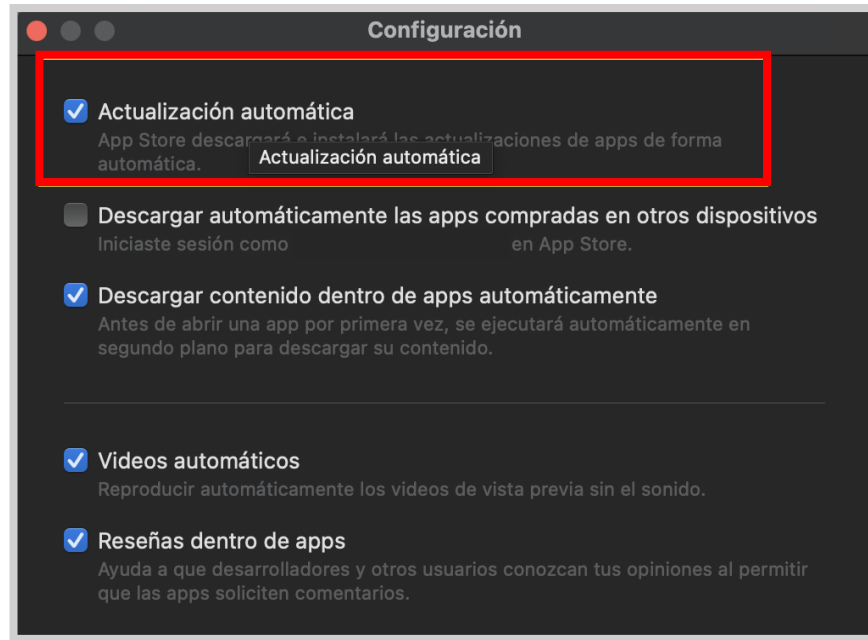 Configuración
Actualización automática
App Store descargará e instalará las actualizaciones de apps de forma
automática.
Actualización automática
Descargar automáticamente las apps compradas en otros dispositivos
Iniciaste sesión como en App Store.
Descargar contenido dentro de apps automáticamente
Antes de abrir una app por primera vez, se ejecutará automáticamente en
segundo plano para descargar su contenido.
Videos automáticos
Reproducir automáticamente los videos de vista previa sin el sonido.
Reseñas dentro de apps
Ayuda a que desarrolladores y otros usuarios conozcan tus opiniones al permitir
que las apps soliciten comentarios.